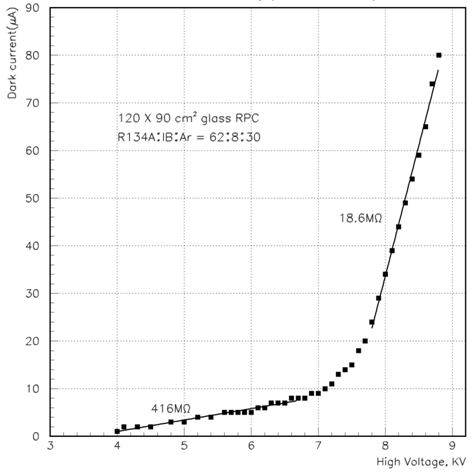 Dark current(μA)
90
80
70
60
50
40
30
20
10
0
120 X 90 cm² glass RPC
R134A:IB:Ar = 62:8:30
18.6MΩ
416MΩ
3 4 5 6 7 8 9
High Voltage, KV